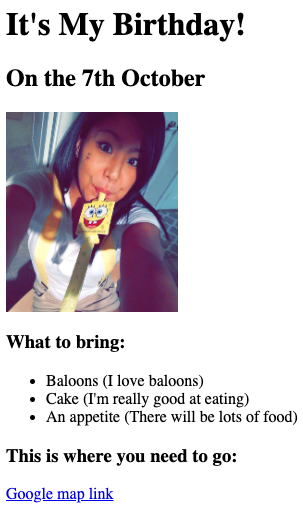 It's My Birthday!
On the 7th October
What to bring:
Baloons (I love baloons)
Cake (I'm really good at eating)
An appetite (There will be lots of food)
This is where you need to go:
Google map link